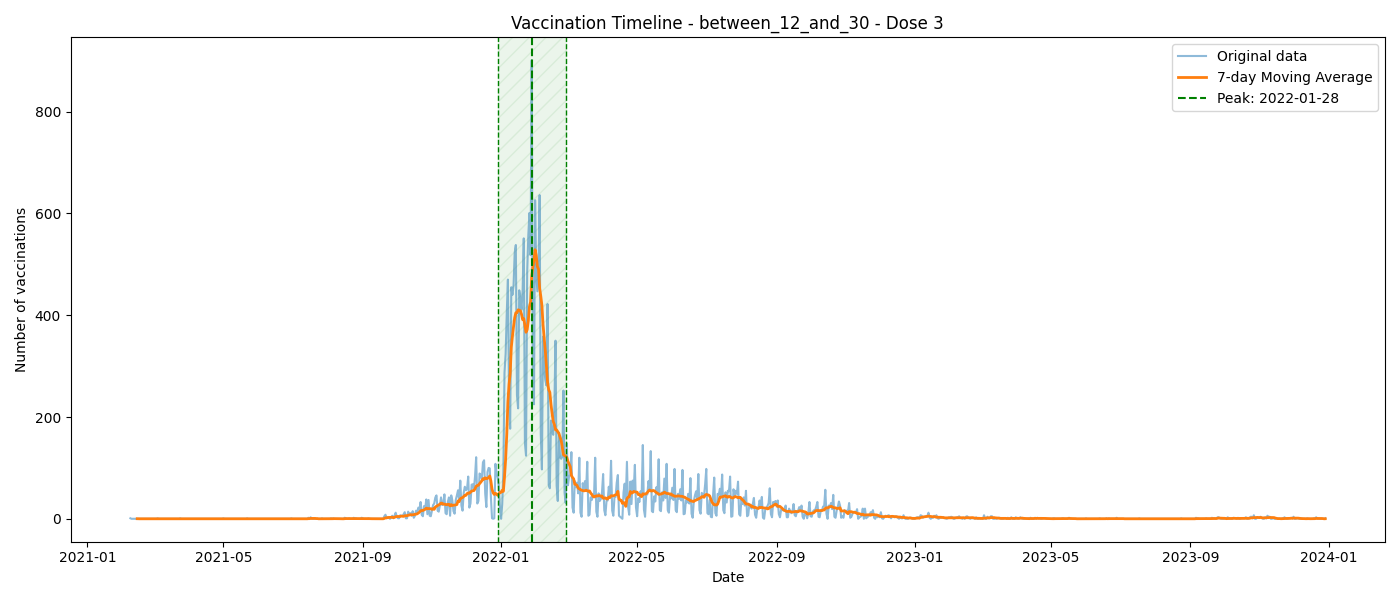 Vaccination Timeline - between_12_and_30 - Dose 3
Original data
7-day Moving Average
Peak: 2022-01-28
Number of vaccinations
800
600
400
200
0
2021-01
2021-05
2021-09
2022-01
2022-05
2022-09
2023-01
2023-05
2023-09
2024-01
Date